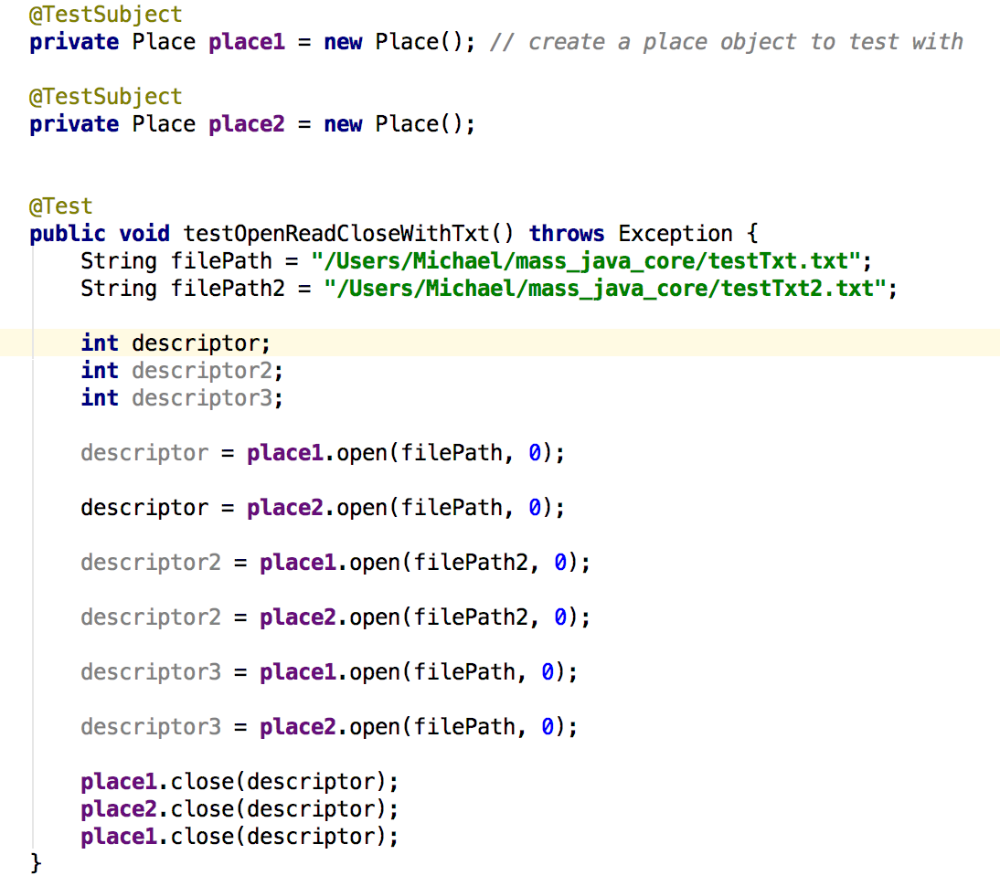 @TestSubject
private Place place1 = new Place(); // create a place object to test with
@TestSubject
private Place place2 = new Place();
@Test
public void testOpenReadCloseWithTxt() throws Exception {
String filePath = "/Users/Michael/mass_java_core/testTxt.txt";
String filePath2 = "/Users/Michael/mass_java_core/testTxt2.txt";
int descriptor;
int descriptor2;
int descriptor3;
descriptor = place1.open(filePath, 0);
descriptor = place2.open(filePath, 0);
descriptor2 = place1.open(filePath2, 0);
descriptor2 = place2.open(filePath2, 0);
descriptor3 = place1.open(filePath, 0);
descriptor3 = place2.open(filePath, 0);
place1.close(descriptor);
place2.close(descriptor);
place1.close(descriptor);
}